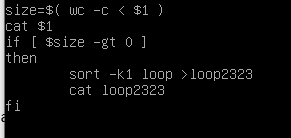 size=$( wc -c < $1 )
cat $1
if [ $size -gt 0 ]
then
        sort -k1 loop >loop2323
        cat loop2323
fi